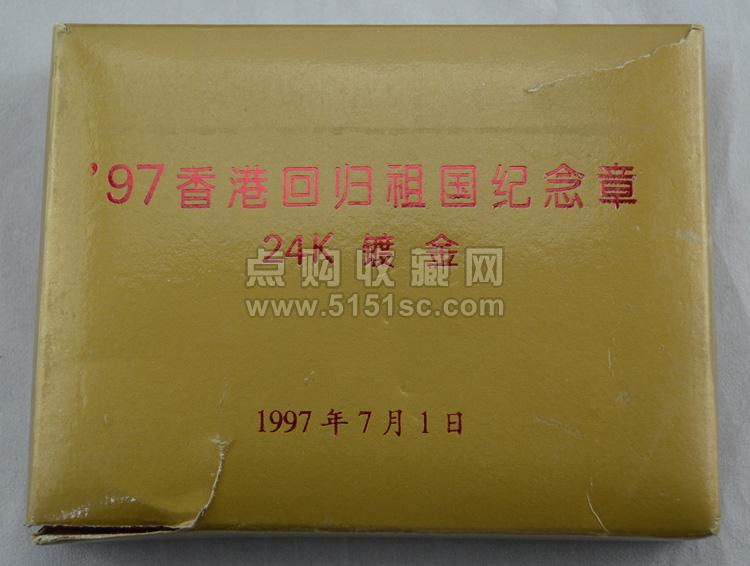 '97香港回归祖国纪念章
24K 镀金
点购收藏网
www.5151sc.com
1997年7月1日